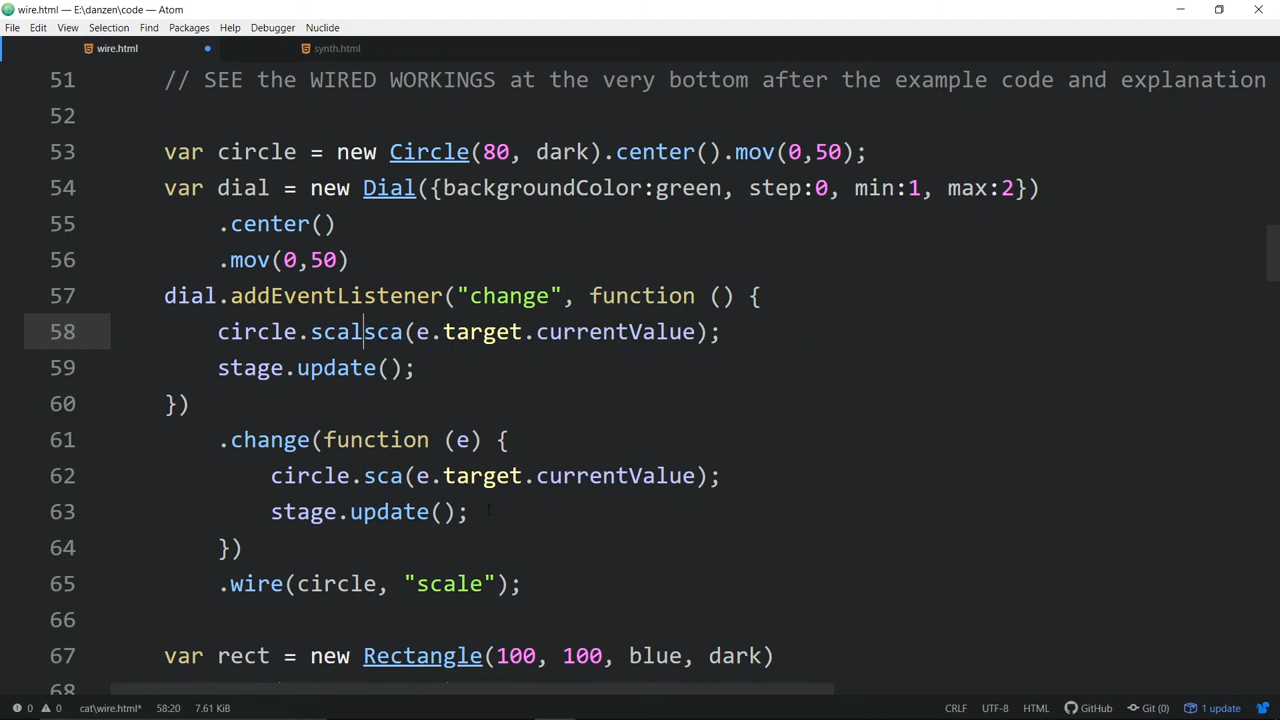 wire.html — E:\danzen\code — Atom
File Edit View Selection Find Packages Help Debugger Nuclide
wire.html synth.html
51 // SEE the WIRED WORKINGS at the very bottom after the example code and explanation
52
53 var circle = new Circle(80, dark).center().mov(0,50);
54 var dial = new Dial({backgroundColor:green, step:0, min:1, max:2})
55 .center()
56 .mov(0,50)
57 dial.addEventListener("change", function () {
58 circle.scalsca(e.target.currentValue);
59 stage.update();
60 })
61 .change(function (e) {
62 circle.sca(e.target.currentValue);
63 stage.update();
64 })
65 .wire(circle, "scale");
66
67 var rect = new Rectangle(100, 100, blue, dark)
68
0 0 cat\wire.html* 58:20 7.61 KiB CRLF UTF-8 HTML GitHub Git (0) 1 update